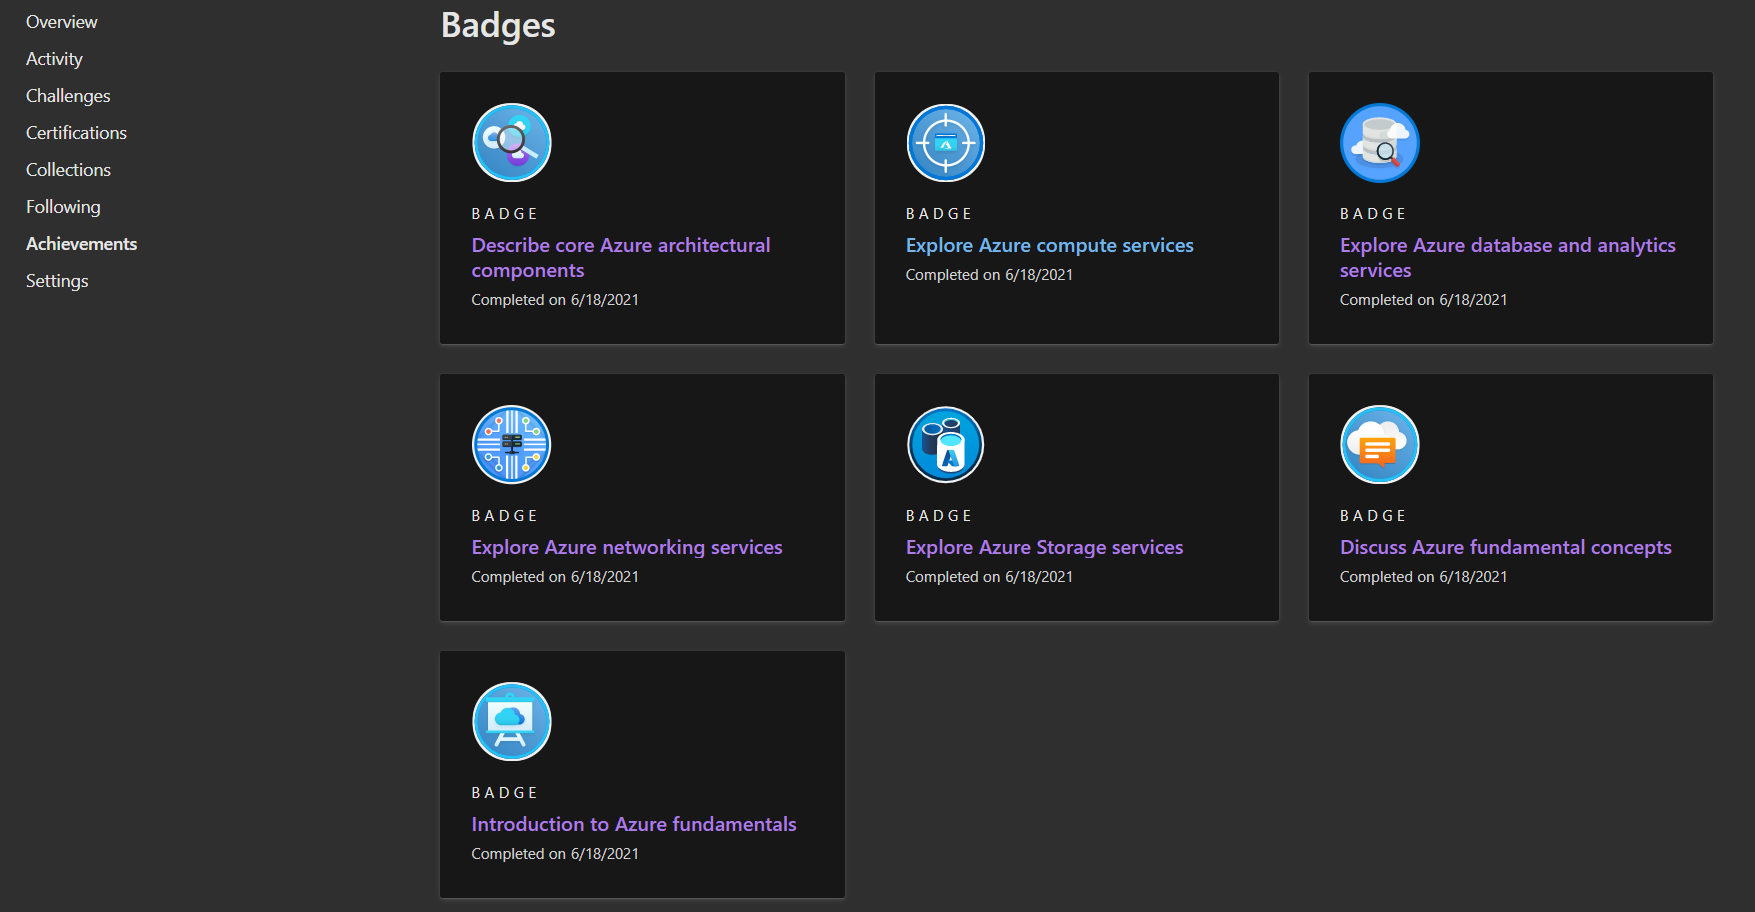 Overview
Activity
Challenges
Certifications
Collections
Following
Achievements
Settings
Badges
BADGE
Describe core Azure architectural
components
Completed on 6/18/2021
BADGE
Explore Azure compute services
Completed on 6/18/2021
BADGE
Explore Azure database and analytics
services
Completed on 6/18/2021
BADGE
Explore Azure networking services
Completed on 6/18/2021
BADGE
Explore Azure Storage services
Completed on 6/18/2021
BADGE
Discuss Azure fundamental concepts
Completed on 6/18/2021
BADGE
Introduction to Azure fundamentals
Completed on 6/18/2021